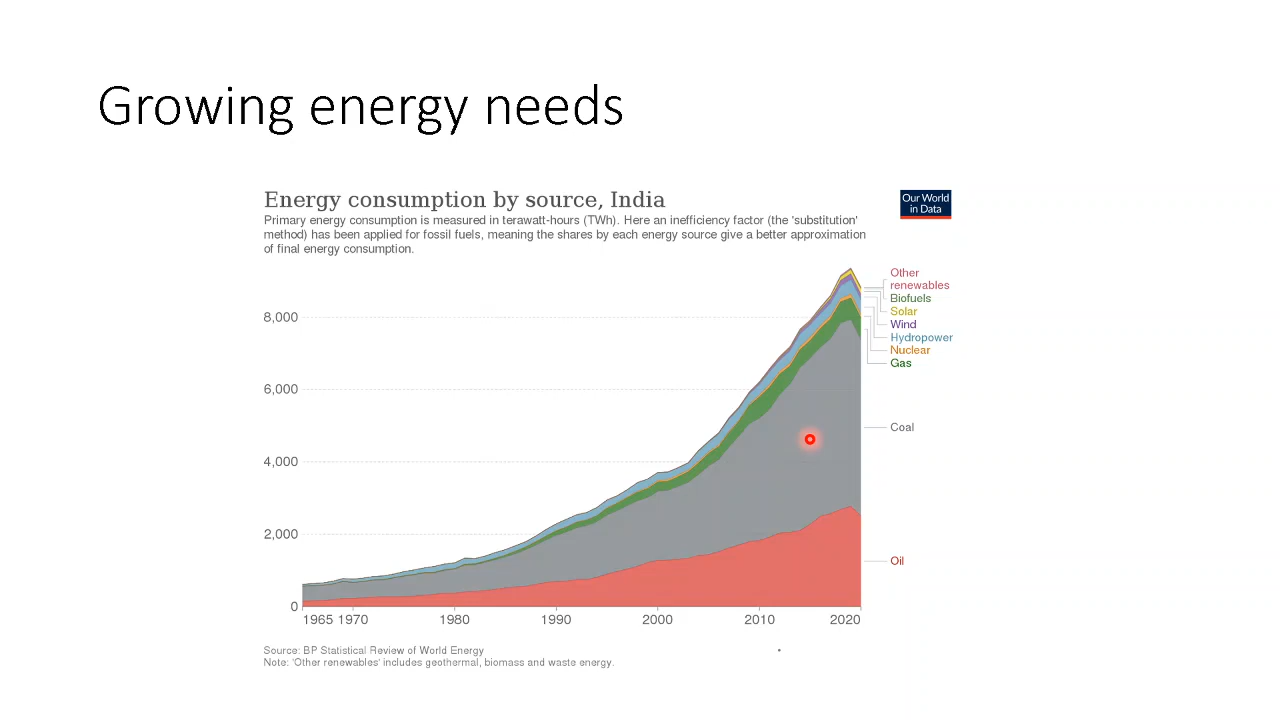 Growing energy needs
Energy consumption by source, India
Our World
in Data
Primary energy consumption is measured in terawatt-hours (TWh). Here an inefficiency factor (the 'substitution'
method) has been applied for fossil fuels, meaning the shares by each energy source give a better approximation
of final energy consumption.
Other
renewables
Biofuels
Solar
Wind
Hydropower
Nuclear
Gas
Coal
Oil
8,000
6,000
4,000
2,000
0
1965 1970 1980 1990 2000 2010 2020
Source: BP Statistical Review of World Energy
Note: 'Other renewables' includes geothermal, biomass and waste energy.